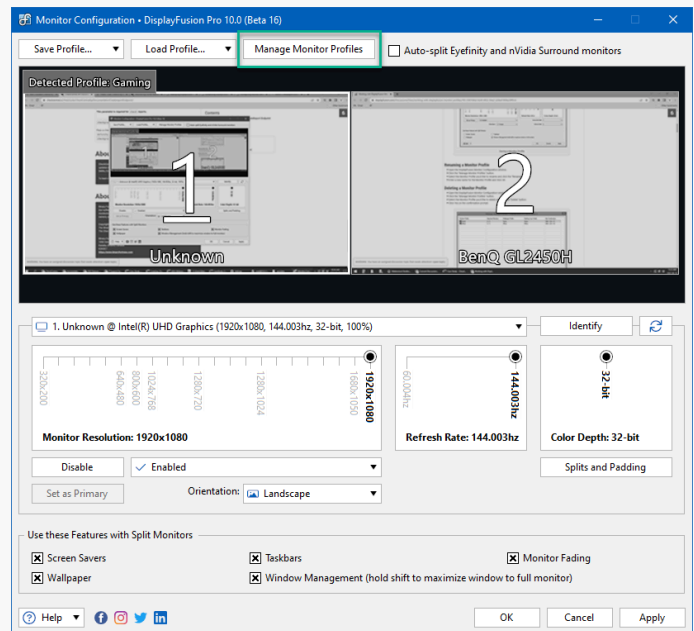 Monitor Configuration • DisplayFusion Pro 10.0 (Beta 16)
Save Profile... Load Profile... Manage Monitor Profiles Auto-split Eyefinity and nVidia Surround monitors
Detected Profile: Gaming
1 2
Unknown BenQ GL2450H
1. Unknown @ Intel(R) UHD Graphics (1920x1080, 144.003hz, 32-bit, 100%) Identify
320x200 640x480 800x600 1024x768 1280x720 1280x1024 1680x1050 1920x1080 60.004hz 144.003hz 32-bit
Monitor Resolution: 1920x1080 Refresh Rate: 144.003hz Color Depth: 32-bit
Disable Enabled Splits and Padding
Set as Primary Orientation: Landscape
Use these Features with Split Monitors
Screen Savers Taskbars Monitor Fading
Wallpaper Window Management (hold shift to maximize window to full monitor)
Help OK Cancel Apply